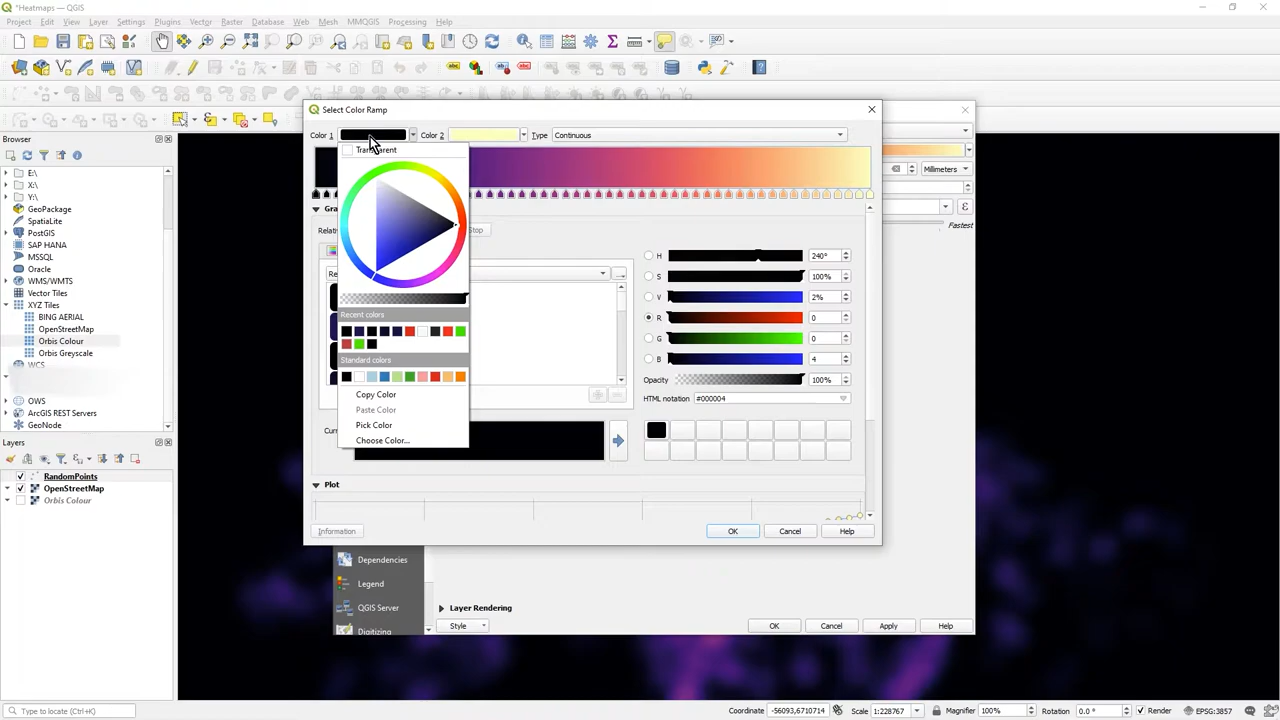 *Heatmaps — QGIS
Project Edit View Layer Settings Plugins Vector Raster Database Web Mesh MMQGIS Processing Help
Select Color Ramp
Color 1 Color 2 Type Continuous
Transparent
Browser
Millimeters
E:\
X:\
Y:\
GeoPackage
SpatiaLite
PostGIS
SAP HANA
MSSQL
Oracle
WMS/WMTS
Vector Tiles
XYZ Tiles
BING AERIAL
OpenStreetMap
Orbis Colour
Orbis Greyscale
WCS
OWS
ArcGIS REST Servers
GeoNode
Stop
Fastest
H 240°
S 100%
V 2%
R 0
G 0
B 4
Opacity 100%
HTML notation #000004
Recent colors
Standard colors
Copy Color
Paste Color
Pick Color
Choose Color...
Layers
RandomPoints
OpenStreetMap
Orbis Colour
Plot
Information OK Cancel Help
Dependencies
Legend
QGIS Server
Digitizing
Layer Rendering
Style OK Cancel Apply Help
Type to locate (Ctrl+K) Coordinate -56093,6710714 Scale 1:228767 Magnifier 100% Rotation 0.0 ° Render EPSG:3857